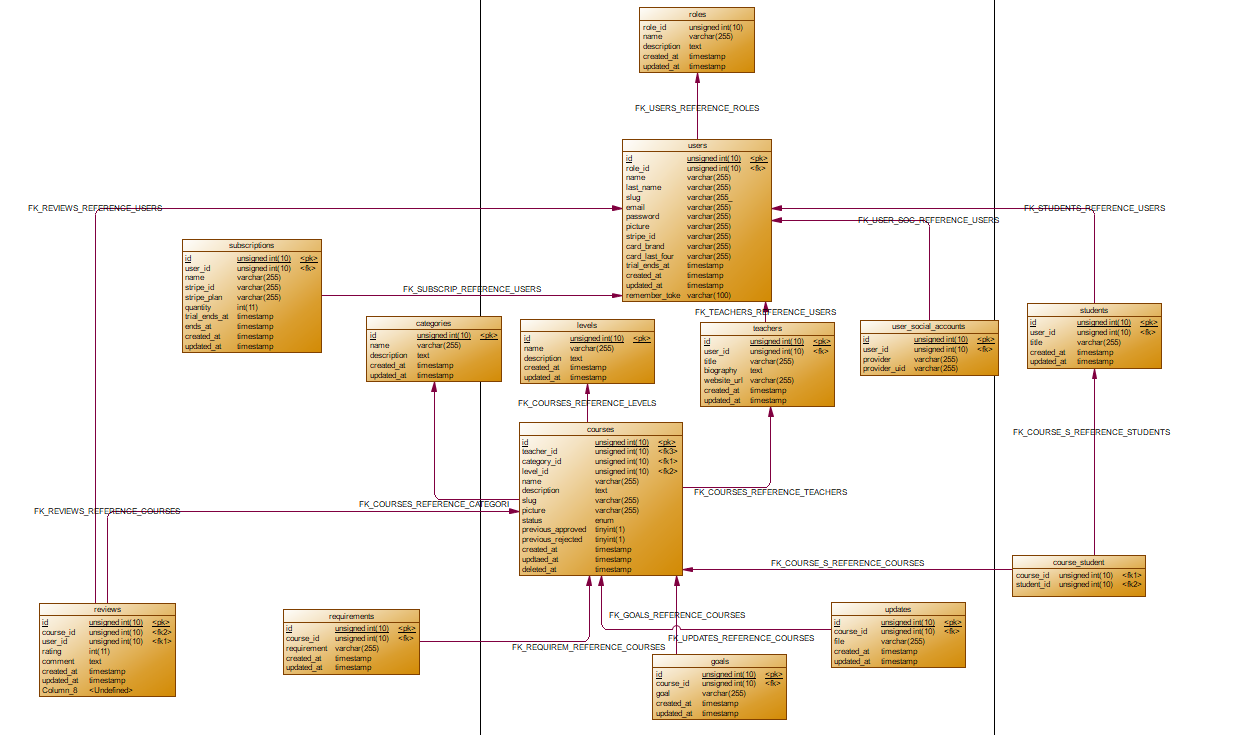 roles
role_id unsigned int(10)
name varchar(255)
description text
created_at timestamp
updated_at timestamp
FK_USERS_REFERENCE_ROLES
users
id unsigned int(10) <pk>
role_id unsigned int(10) <fk>
name varchar(255)
last_name varchar(255)
slug varchar(255_
email varchar(255)
password varchar(255)
picture varchar(255)
stripe_id varchar(255)
card_brand varchar(255)
card_last_four varchar(255)
trial_ends_at timestamp
created_at timestamp
updated_at timestamp
remember_toke varchar(100)
FK_REVIEWS_REFERENCE_USERS
FK_STUDENTS_REFERENCE_USERS
FK_USER_SOC_REFERENCE_USERS
subscriptions
id unsigned int(10) <pk>
user_id unsigned int(10) <fk>
name varchar(255)
stripe_id varchar(255)
stripe_plan varchar(255)
quantity int(11)
trial_ends_at timestamp
ends_at timestamp
created_at timestamp
updated_at timestamp
FK_SUBSCRIP_REFERENCE_USERS
FK_TEACHERS_REFERENCE_USERS
categories
id unsigned int(10) <pk>
name varchar(255)
description text
created_at timestamp
updated_at timestamp
levels
id unsigned int(10) <pk>
name varchar(255)
description text
created_at timestamp
updated_at timestamp
teachers
id unsigned int(10) <pk>
user_id unsigned int(10) <fk>
title varchar(255)
biography text
website_url varchar(255)
created_at timestamp
updated_at timestamp
user_social_accounts
id unsigned int(10) <pk>
user_id unsigned int(10) <fk>
provider varchar(255)
provider_uid varchar(255)
students
id unsigned int(10) <pk>
user_id unsigned int(10) <fk>
title varchar(255)
created_at timestamp
updated_at timestamp
FK_COURSES_REFERENCE_LEVELS
FK_COURSE_S_REFERENCE_STUDENTS
courses
id unsigned int(10) <pk>
teacher_id unsigned int(10) <fk3>
category_id unsigned int(10) <fk1>
level_id unsigned int(10) <fk2>
name varchar(255)
description text
slug varchar(255)
picture varchar(255)
status enum
previous_approved tinyint(1)
previous_rejected tinyint(1)
created_at timestamp
updtaed_at timestamp
deleted_at timestamp
FK_COURSES_REFERENCE_TEACHERS
FK_COURSES_REFERENCE_CATEGORI
FK_REVIEWS_REFERENCE_COURSES
FK_COURSE_S_REFERENCE_COURSES
course_student
course_id unsigned int(10) <fk1>
student_id unsigned int(10) <fk2>
reviews
id unsigned int(10) <pk>
course_id unsigned int(10) <fk2>
user_id unsigned int(10) <fk1>
rating int(11)
comment text
created_at timestamp
updated_at timestamp
Column_8 <Undefined>
requirements
id unsigned int(10) <pk>
course_id unsigned int(10) <fk>
requirement varchar(255)
created_at timestamp
updated_at timestamp
FK_GOALS_REFERENCE_COURSES
FK_UPDATES_REFERENCE_COURSES
FK_REQUIREM_REFERENCE_COURSES
updates
id unsigned int(10) <pk>
course_id unsigned int(10) <fk>
file varchar(255)
created_at timestamp
updated_at timestamp
goals
id unsigned int(10) <pk>
course_id unsigned int(10) <fk>
goal varchar(255)
created_at timestamp
updated_at timestamp